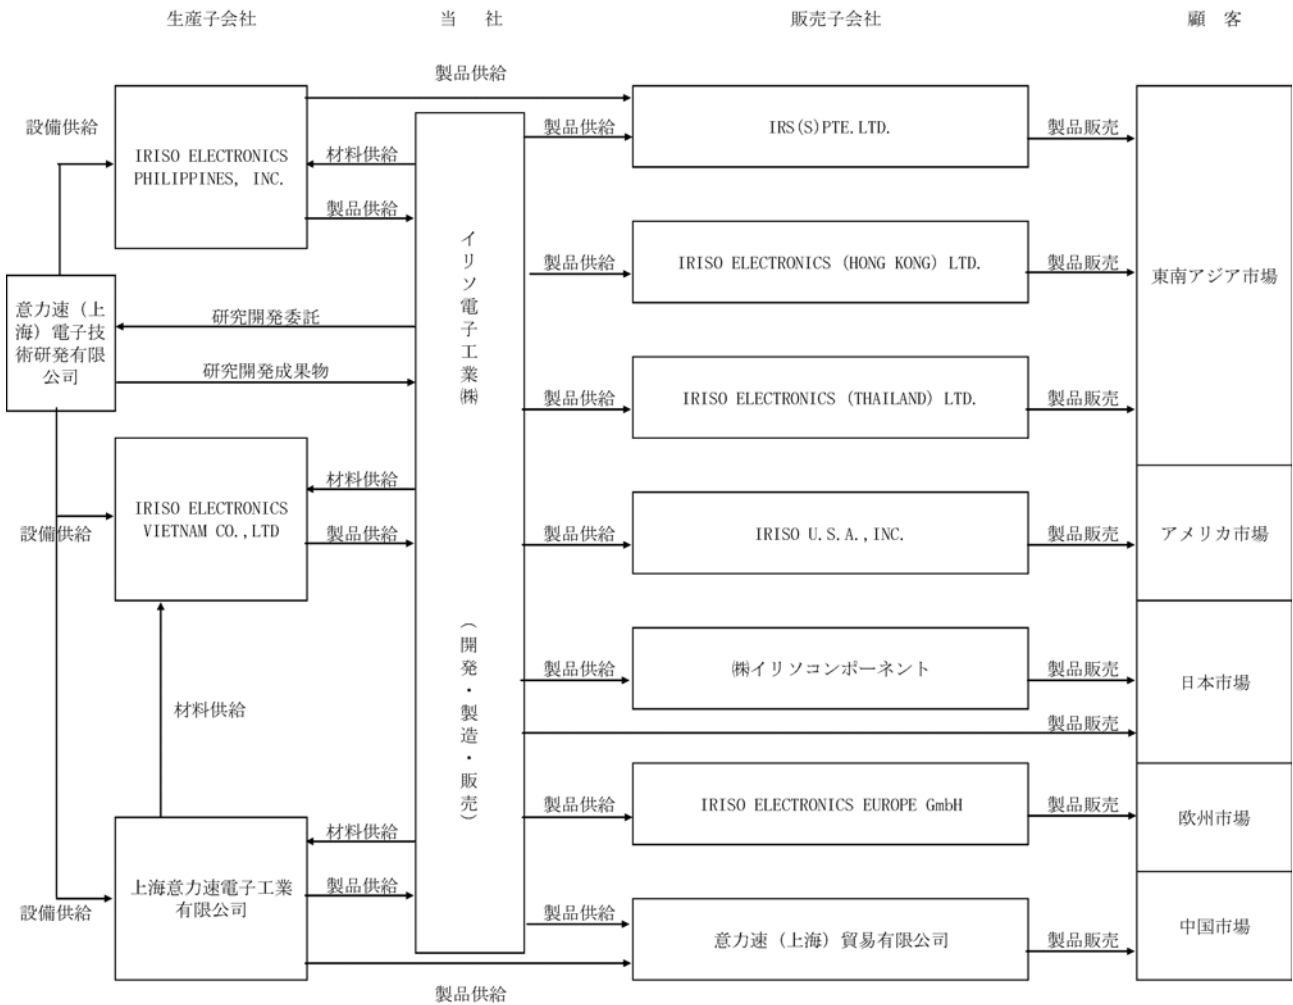 生産子会社
当　社
販売子会社
顧　客
製品供給
設備供給
IRISO ELECTRONICS
PHILIPPINES, INC.
材料供給
製品供給
製品供給
IRS(S)PTE.LTD.
製品販売
製品供給
IRISO ELECTRONICS (HONG KONG) LTD.
製品販売
東南アジア市場
イリソ電子工業㈱
意力速（上
海）電子技
術研発有限
公司
研究開発委託
研究開発成果物
製品供給
IRISO ELECTRONICS (THAILAND) LTD.
製品販売
材料供給
IRISO ELECTRONICS
VIETNAM CO.,LTD
設備供給
製品供給
製品供給
IRISO U.S.A.,INC.
製品販売
アメリカ市場
（開発・製造・販売）
製品供給
㈱イリソコンポーネント
製品販売
日本市場
材料供給
製品販売
製品供給
IRISO ELECTRONICS EUROPE GmbH
製品販売
欧州市場
材料供給
上海意力速電子工業
有限公司
製品供給
設備供給
製品供給
意力速（上海）貿易有限公司
製品販売
中国市場
製品供給